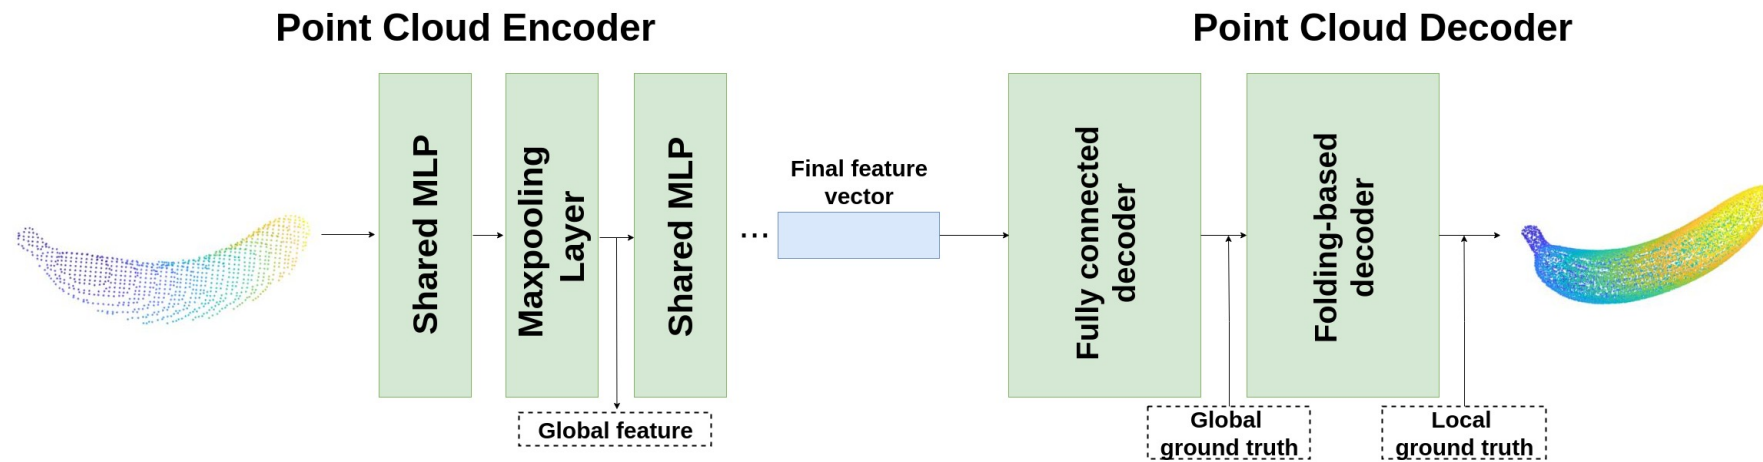 Point Cloud Encoder
Point Cloud Decoder
Shared MLP
Maxpooling
Layer
Shared MLP
...
Final feature
vector
Fully connected
decoder
Folding-based
decoder
Global feature
Global
ground truth
Local
ground truth